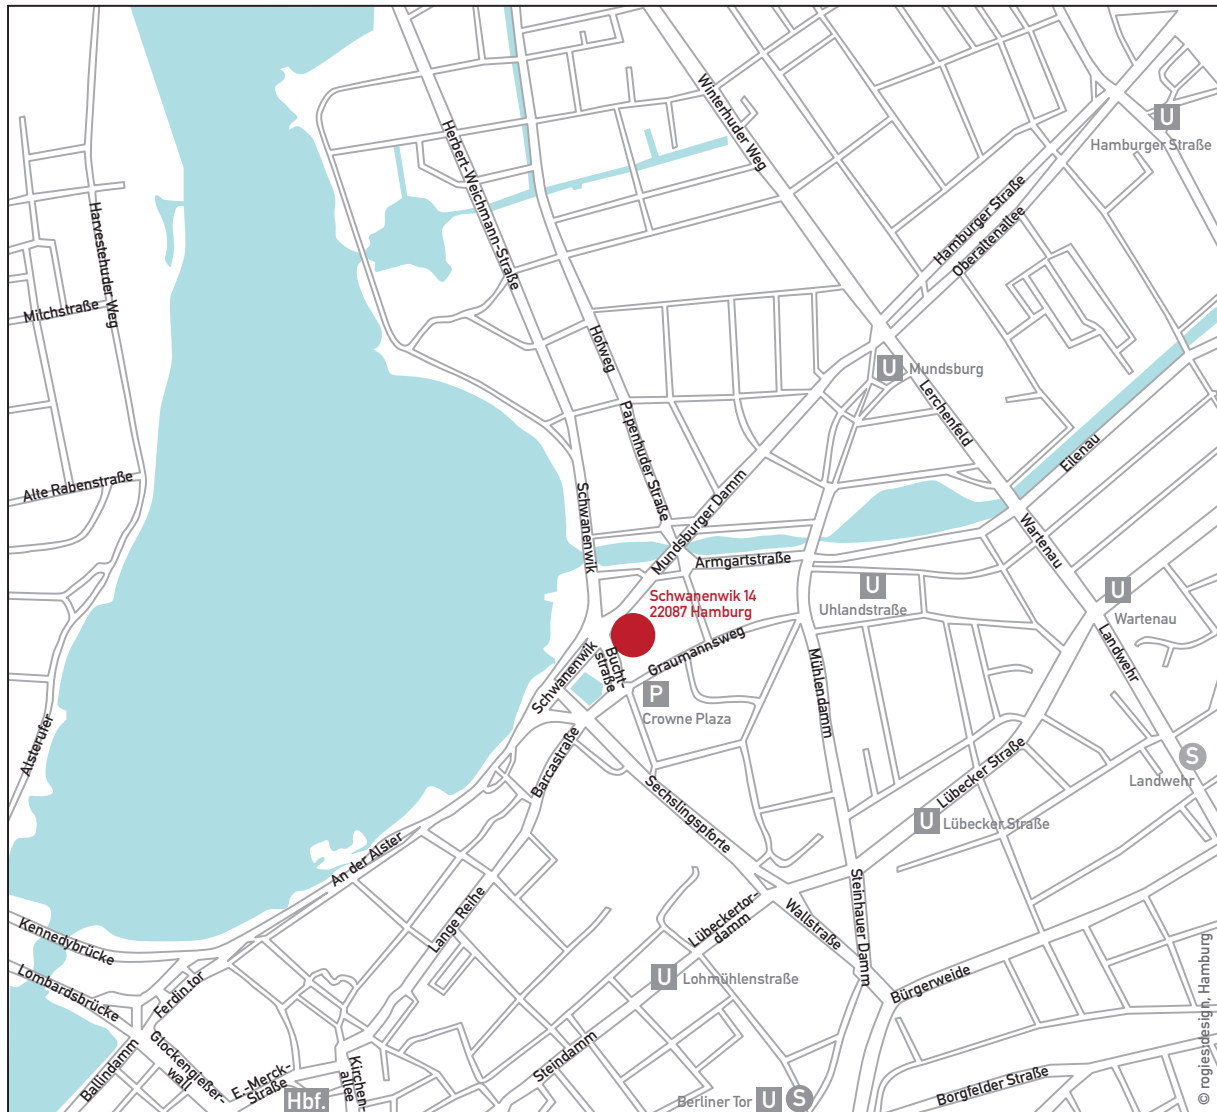 Winterhuder Weg
U
Hamburger Straße
Herbert-Weichmann-Straße
Harvestehuder Weg
Hamburger Straße
Oberaltenallee
Milchstraße
Hofweg
U Mundsburg
Lerchenfeld
Papenhuder Straße
Eilenau
Alte Rabenstraße
Schwanenwik
Mundsburger Damm
Wartenau
Armgartstraße
U
Uhlandstraße
U
Wartenau
Schwanenwik 14
22087 Hamburg
Landwehr
Graumannsweg
Bucht-
straße
Schwanenwik
Mühlendamm
P
Crowne Plaza
Alsterufer
Barcastraße
S
Landwehr
Lübecker Straße
Sechslingspforte
U Lübecker Straße
An der Alster
Lange Reihe
Steinhauer Damm
Lübeckertor-
damm
Wallstraße
Kennedybrücke
U Lohmühlenstraße
Bürgerweide
Lombardsbrücke
Ferdin.tor
Glockengießer-
wall
Ballindamm
E.-Merck-
Straße
Kirchen-
allee
Steindamm
Hbf.
Berliner Tor U S
Borgfelder Straße
© rogies:design, Hamburg